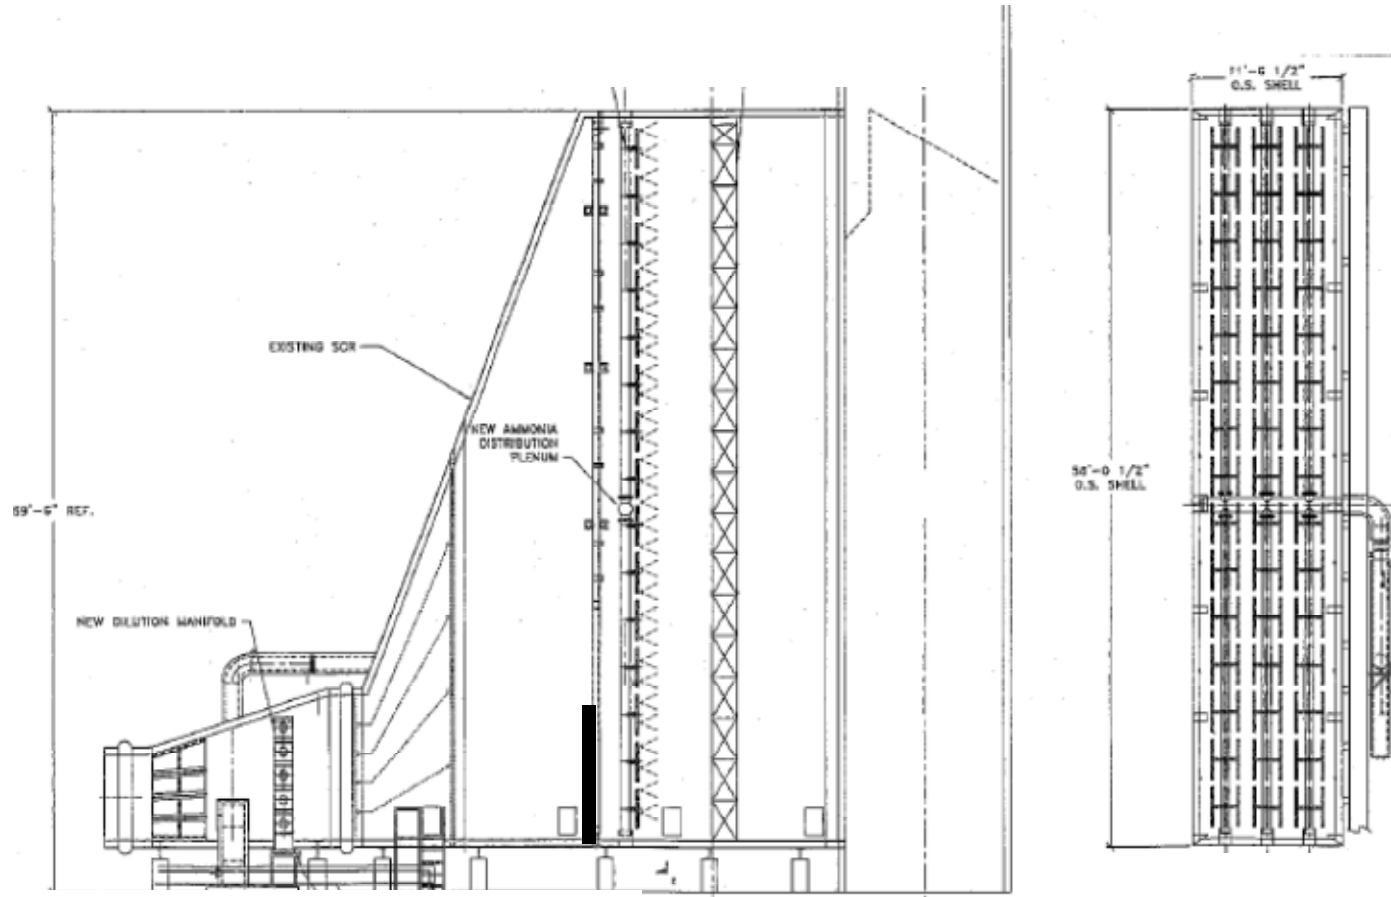 11'-6 1/2"
O.S. SHELL
EXISTING SCR
NEW AMMONIA
DISTRIBUTION
PLENUM
58'-0 1/2"
O.S. SHELL
69'-6" REF.
NEW DILUTION MANIFOLD